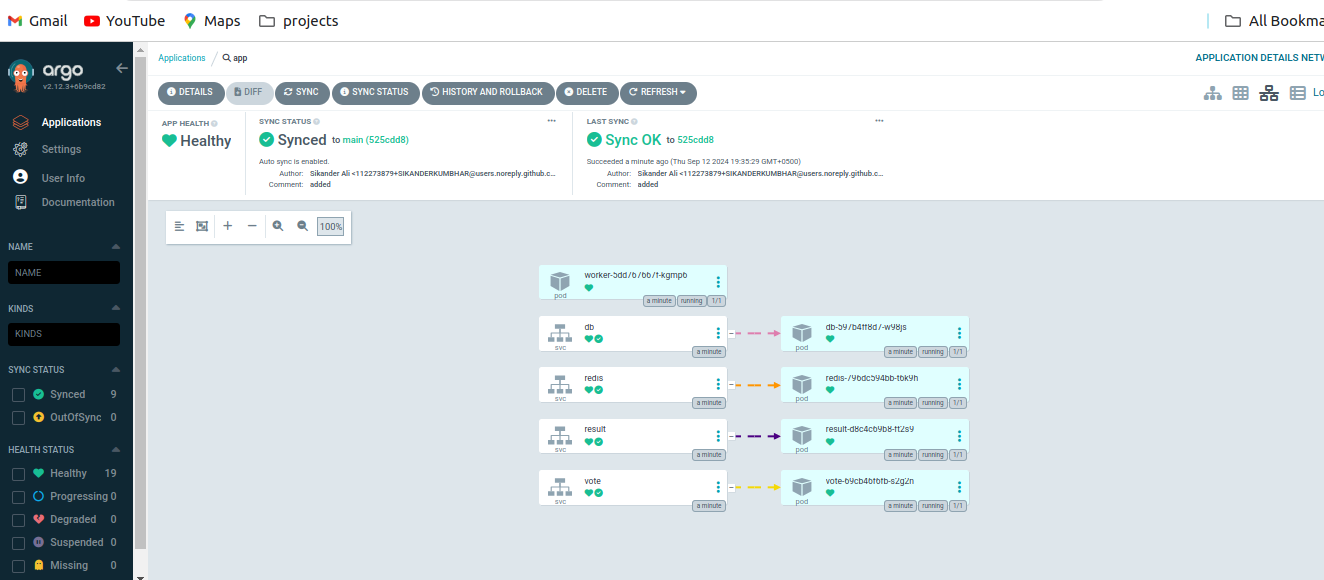 Gmail YouTube Maps projects All Bookma
argo
v2.12.3+6b9cd82
Applications
Settings
User Info
Documentation
NAME
NAME
KINDS
KINDS
SYNC STATUS
Synced 9
OutOfSync 0
HEALTH STATUS
Healthy 19
Progressing 0
Degraded 0
Suspended 0
Missing 0
Applications / app
APPLICATION DETAILS NETW
DETAILS DIFF SYNC SYNC STATUS HISTORY AND ROLLBACK DELETE REFRESH
Lo
APP HEALTH
Healthy
SYNC STATUS
Synced to main (525cdd8)
Auto sync is enabled.
Author: Sikander Ali <112273879+SIKANDERKUMBHAR@users.noreply.github.c...
Comment: added
LAST SYNC
Sync OK to 525cdd8
Succeeded a minute ago (Thu Sep 12 2024 19:35:29 GMT+0500)
Author: Sikander Ali <112273879+SIKANDERKUMBHAR@users.noreply.github.c...
Comment: added
100%
worker-5dd767667f-kgmp6
pod
a minute running 1/1
db
svc
a minute
db-597b4ff8d7-w98js
pod
a minute running 1/1
redis
svc
a minute
redis-796dc594bb-t6k9h
pod
a minute running 1/1
result
svc
a minute
result-d8c4c69b8-ft2s9
pod
a minute running 1/1
vote
svc
a minute
vote-69cb46f6fb-s2g2n
pod
a minute running 1/1